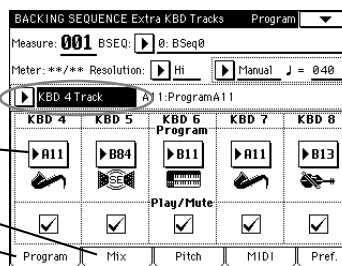 BACKING SEQUENCE Extra KBD Tracks Program
Measure: 001 BSEQ: 0: BSeq0
Meter: **/** Resolution: Hi Manual ♩ = 040
KBD 4 Track A11:ProgramA11
KBD 4 KBD 5 KBD 6 KBD 7 KBD 8
Program
A11 B84 B11 A11 B13
SE
Play/Mute
Program Mix Pitch MIDI Pref.